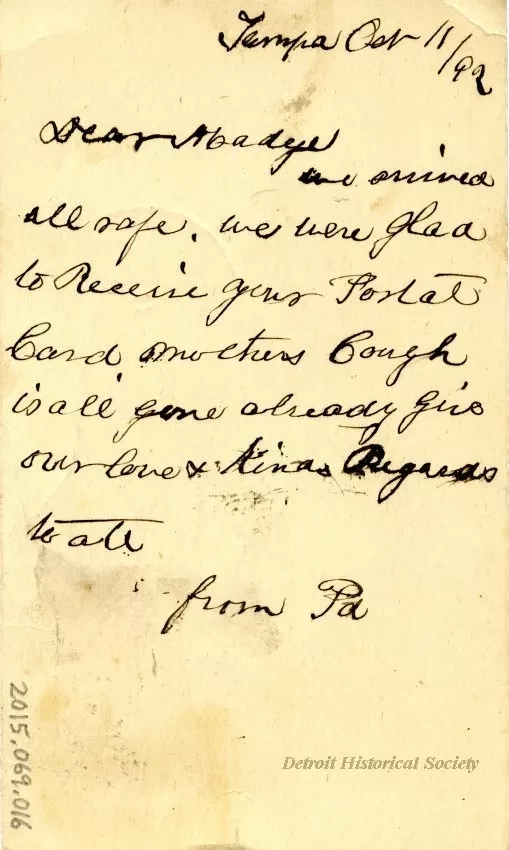 Tampa Oct 11/92
Dear Madge
we arrived
all safe. we were glad
to Receive your Postal
Card mothers Cough
is all gone already give
our love & Kind Regards
to all
from Pa
Detroit Historical Society
2015.069.016